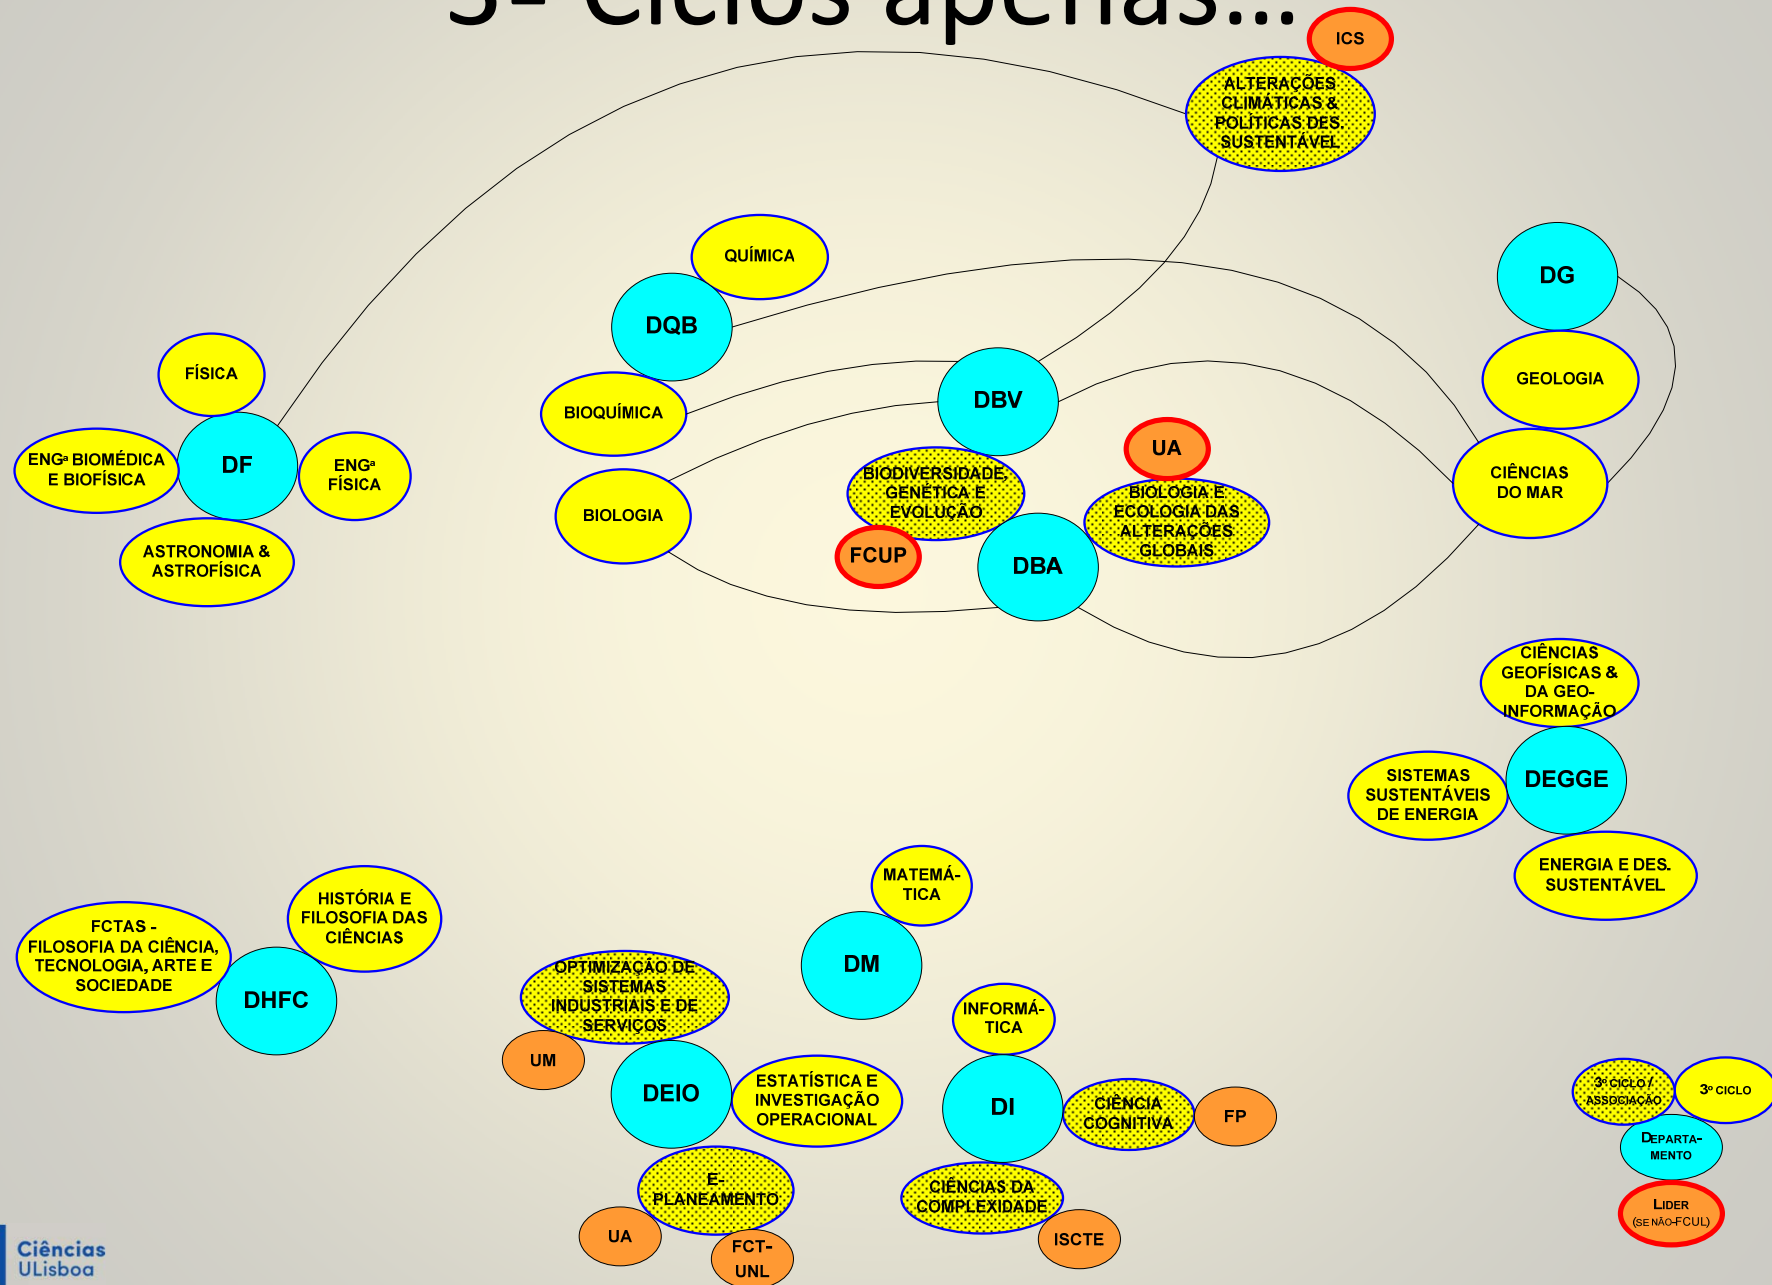 3º Ciclos apenas...
ICS
ALTERAÇÕES
CLIMÁTICAS &
POLÍTICAS DES.
SUSTENTÁVEL
QUÍMICA
DQB
BIOQUÍMICA
BIOLOGIA
DG
GEOLOGIA
CIÊNCIAS
DO MAR
FÍSICA
ENGª BIOMÉDICA
E BIOFÍSICA
DF
ENGª
FÍSICA
ASTRONOMIA &
ASTROFÍSICA
DBV
BIODIVERSIDADE,
GENÉTICA E
EVOLUÇÃO
FCUP
DBA
UA
BIOLOGIA E
ECOLOGIA DAS
ALTERAÇÕES
GLOBAIS
CIÊNCIAS
GEOFÍSICAS &
DA GEO-
INFORMAÇÃO
DEGGE
SISTEMAS
SUSTENTÁVEIS
DE ENERGIA
ENERGIA E DES.
SUSTENTÁVEL
FCTAS -
FILOSOFIA DA CIÊNCIA,
TECNOLOGIA, ARTE E
SOCIEDADE
HISTÓRIA E
FILOSOFIA DAS
CIÊNCIAS
DHFC
MATEMÁ-
TICA
DM
OPTIMIZAÇÃO DE
SISTEMAS
INDUSTRIAIS E DE
SERVIÇOS
UM
DEIO
ESTATÍSTICA E
INVESTIGAÇÃO
OPERACIONAL
E-
PLANEAMENTO
UA
FCT-
UNL
INFORMÁ-
TICA
DI
CIÊNCIA
COGNITIVA
FP
CIÊNCIAS DA
COMPLEXIDADE
ISCTE
3º CICLO /
ASSOCIAÇÃO
3º CICLO
DEPARTA-
MENTO
LIDER
(SE NÃO-FCUL)
Ciências
ULisboa